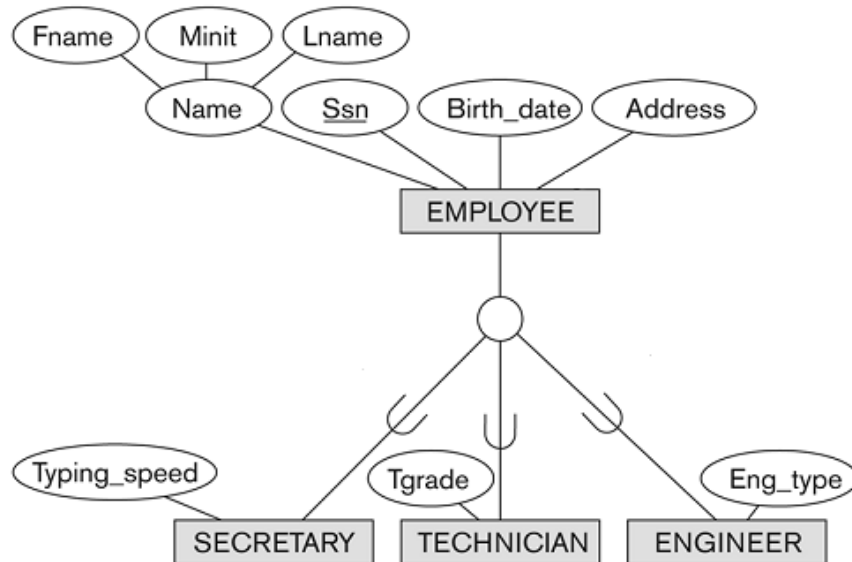 Fname Minit Lname
Name Ssn Birth_date Address
EMPLOYEE
Typing_speed Tgrade Eng_type
SECRETARY TECHNICIAN ENGINEER